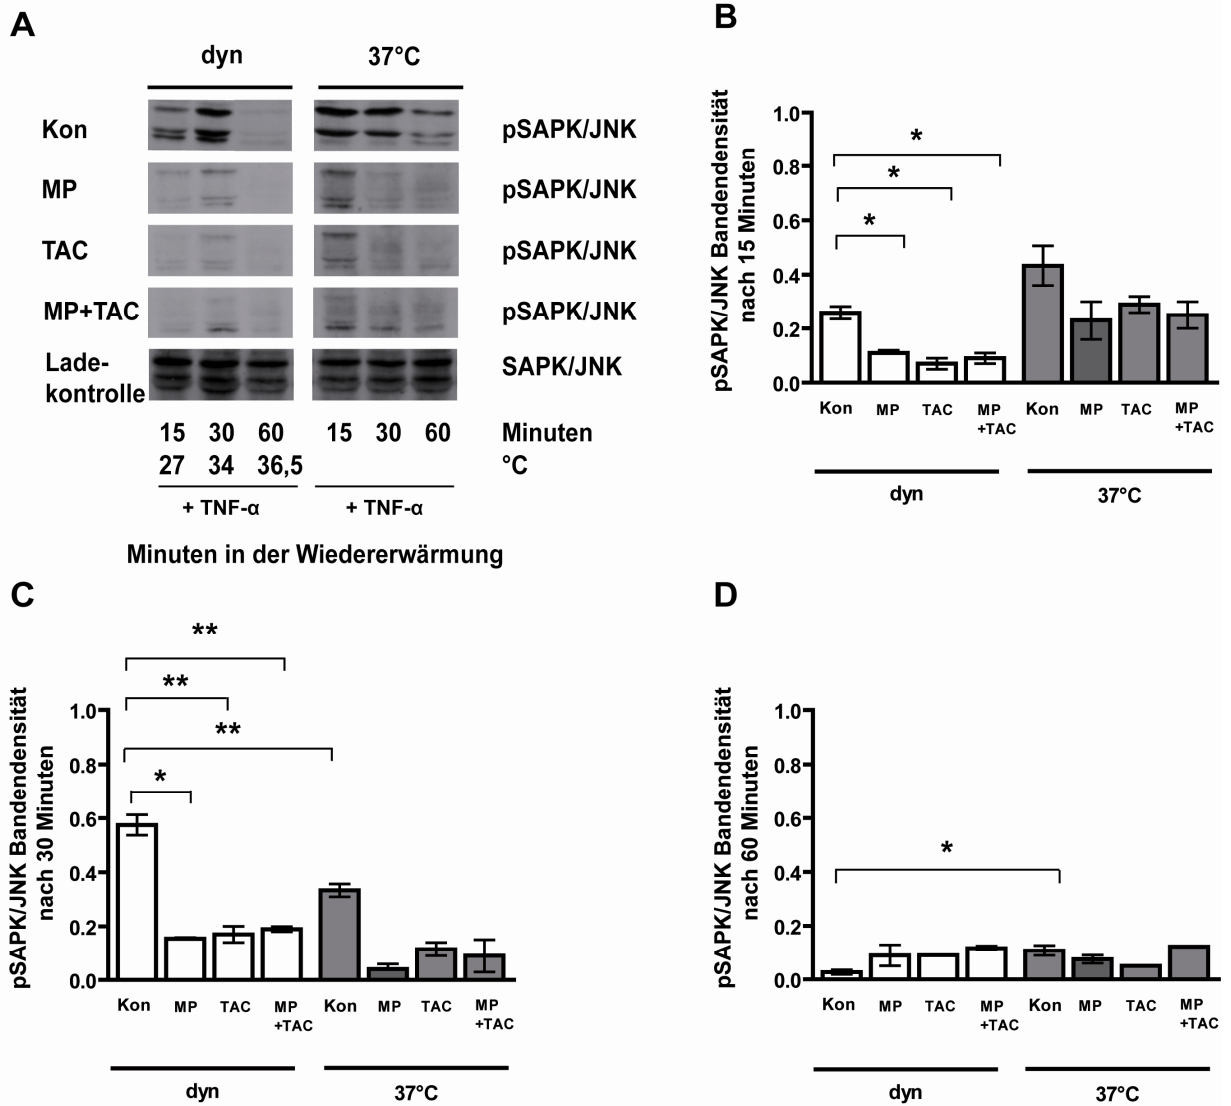 A
dyn 37°C
Kon pSAPK/JNK
MP pSAPK/JNK
TAC pSAPK/JNK
MP+TAC pSAPK/JNK
Lade-
kontrolle SAPK/JNK
15 30 60 15 30 60 Minuten
27 34 36,5 °C
+ TNF-α + TNF-α
Minuten in der Wiedererwärmung
B
pSAPK/JNK Bandendensität
nach 15 Minuten
1.0
0.8
0.6
0.4
0.2
0.0
*
*
*
Kon MP TAC MP
+TAC
Kon MP TAC MP
+TAC
dyn 37°C
C
pSAPK/JNK Bandendensität
nach 30 Minuten
1.0
0.8
0.6
0.4
0.2
0.0
**
**
**
*
Kon MP TAC MP
+TAC
Kon MP TAC MP
+TAC
dyn 37°C
D
pSAPK/JNK Bandendensität
nach 60 Minuten
1.0
0.8
0.6
0.4
0.2
0.0
*
Kon MP TAC MP
+TAC
Kon MP TAC MP
+TAC
dyn 37°C